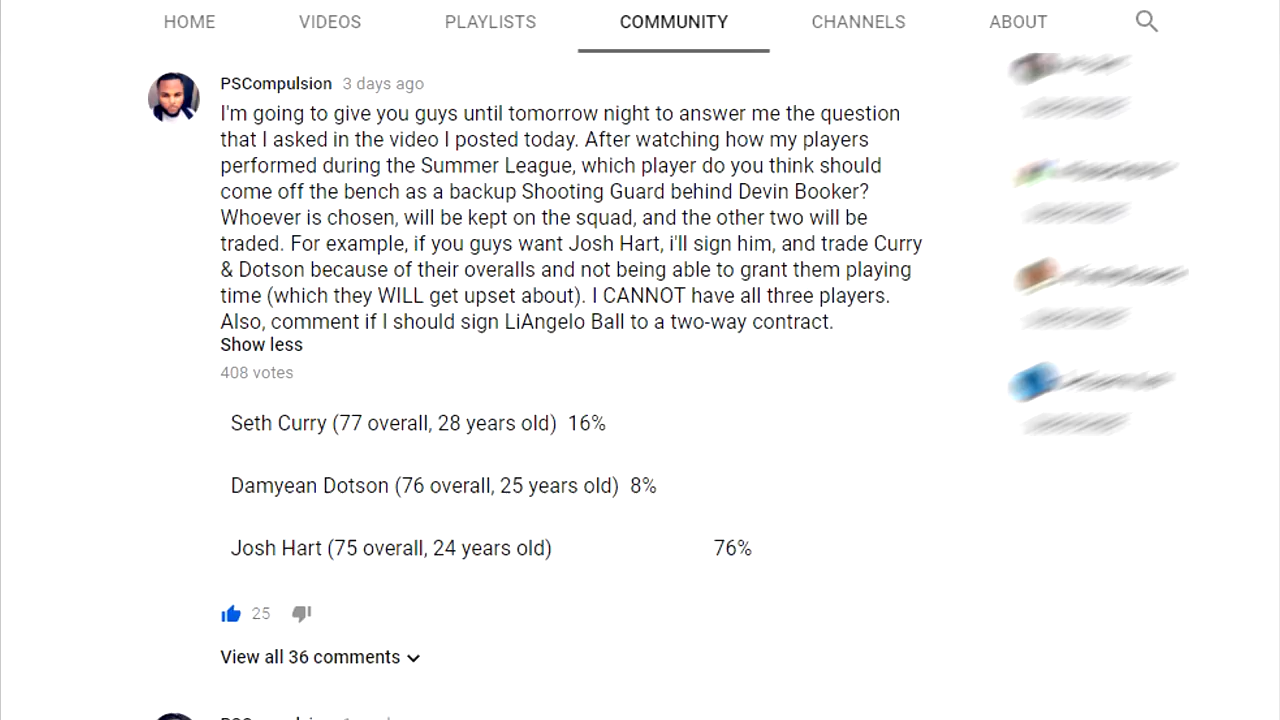 HOME VIDEOS PLAYLISTS COMMUNITY CHANNELS ABOUT
PSCompulsion 3 days ago
I'm going to give you guys until tomorrow night to answer me the question
that I asked in the video I posted today. After watching how my players
performed during the Summer League, which player do you think should
come off the bench as a backup Shooting Guard behind Devin Booker?
Whoever is chosen, will be kept on the squad, and the other two will be
traded. For example, if you guys want Josh Hart, i'll sign him, and trade Curry
& Dotson because of their overalls and not being able to grant them playing
time (which they WILL get upset about). I CANNOT have all three players.
Also, comment if I should sign LiAngelo Ball to a two-way contract.
Show less
408 votes
Seth Curry (77 overall, 28 years old) 16%
Damyean Dotson (76 overall, 25 years old) 8%
Josh Hart (75 overall, 24 years old) 76%
25
View all 36 comments